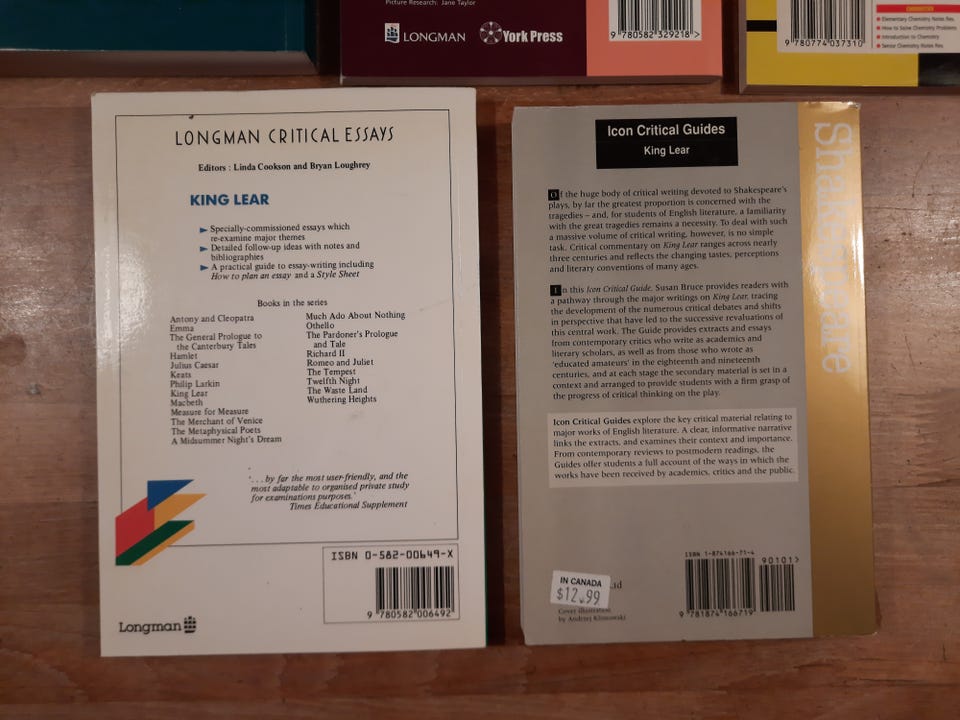 Picture Research: Jane Taylor
LONGMAN
York Press
9 780582 329218 >
9 780774 037310
Elementary Chemistry Notes Rev.
How to Solve Chemistry Problems
Introduction to Chemistry
Senior Chemistry Notes Rev.
LONGMAN CRITICAL ESSAYS
Editors : Linda Cookson and Bryan Loughrey
KING LEAR
► Specially-commissioned essays which
re-examine major themes
► Detailed follow-up ideas with notes and
bibliographies
► A practical guide to essay-writing including
How to plan an essay and a Style Sheet
Books in the series
Antony and Cleopatra
Emma
The General Prologue to
the Canterbury Tales
Hamlet
Julius Caesar
Keats
Philip Larkin
King Lear
Macbeth
Measure for Measure
The Merchant of Venice
The Metaphysical Poets
A Midsummer Night's Dream
Much Ado About Nothing
Othello
The Pardoner's Prologue
and Tale
Richard II
Romeo and Juliet
The Tempest
Twelfth Night
The Waste Land
Wuthering Heights
'. . . by far the most user-friendly, and the
most adaptable to organised private study
for examinations purposes.'
Times Educational Supplement
ISBN 0-582-00649-X
9 780582 006492
Longman
Icon Critical Guides
King Lear
Of the huge body of critical writing devoted to Shakespeare's
plays, by far the greatest proportion is concerned with the
tragedies – and, for students of English literature, a familiarity
with the great tragedies remains a necessity. To deal with such
a massive volume of critical writing, however, is no simple
task. Critical commentary on King Lear ranges across nearly
three centuries and reflects the changing tastes, perceptions
and literary conventions of many ages.
In this Icon Critical Guide, Susan Bruce provides readers with
a pathway through the major writings on King Lear, tracing
the development of the numerous critical debates and shifts
in perspective that have led to the successive revaluations of
this central work. The Guide provides extracts and essays
from contemporary critics who write as academics and
literary scholars, as well as from those who wrote as
'educated amateurs' in the eighteenth and nineteenth
centuries, and at each stage the secondary material is set in a
context and arranged to provide students with a firm grasp of
the progress of critical thinking on the play.
Icon Critical Guides explore the key critical material relating to
major works of English literature. A clear, informative narrative
links the extracts, and examines their context and importance.
From contemporary reviews to postmodern readings, the
Guides offer students a full account of the ways in which the
works have been received by academics, critics and the public.
Shakespeare
ISBN 1-874166-71-4
90101>
IN CANADA
$12.99
Ltd
Cover illustration
by Andrzej Klimowski
9 781874 166719